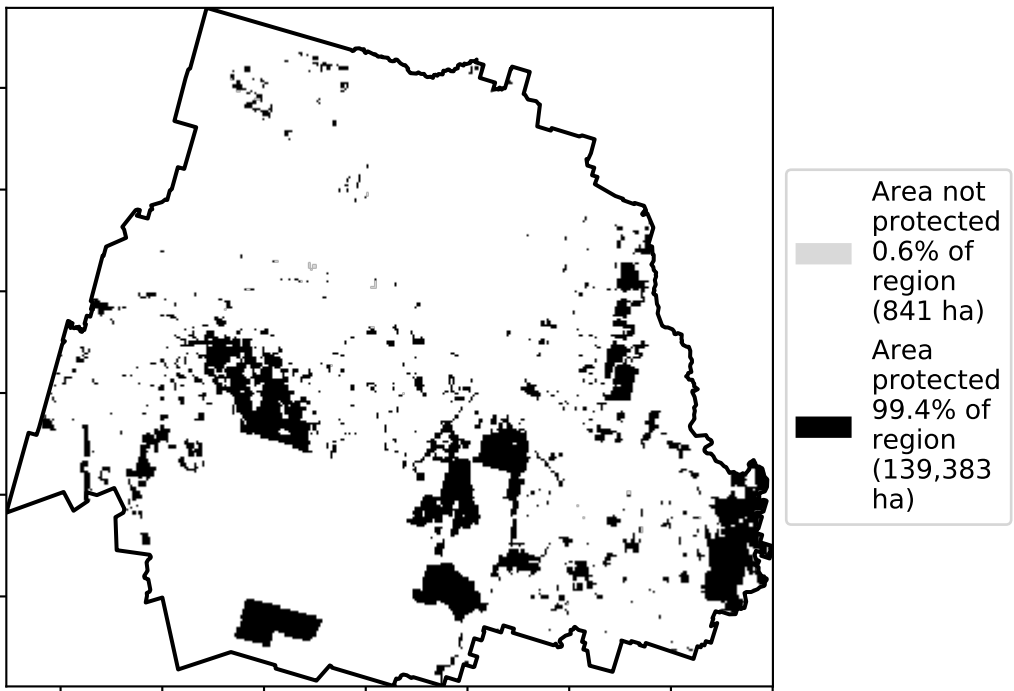 Area not
protected
0.6% of
region
(841 ha)
Area
protected
99.4% of
region
(139,383
ha)